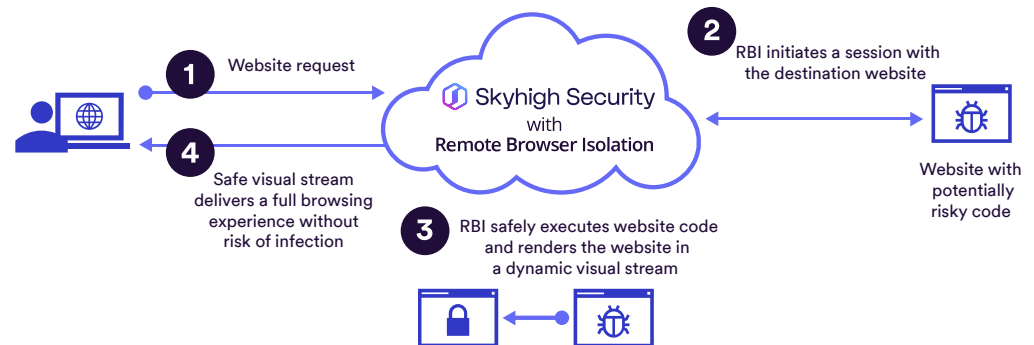 1
Website request
Skyhigh Security
with
Remote Browser Isolation
2
RBI initiates a session with
the destination website
Website with
potentially
risky code
3
RBI safely executes website code
and renders the website in
a dynamic visual stream
4
Safe visual stream
delivers a full browsing
experience without
risk of infection